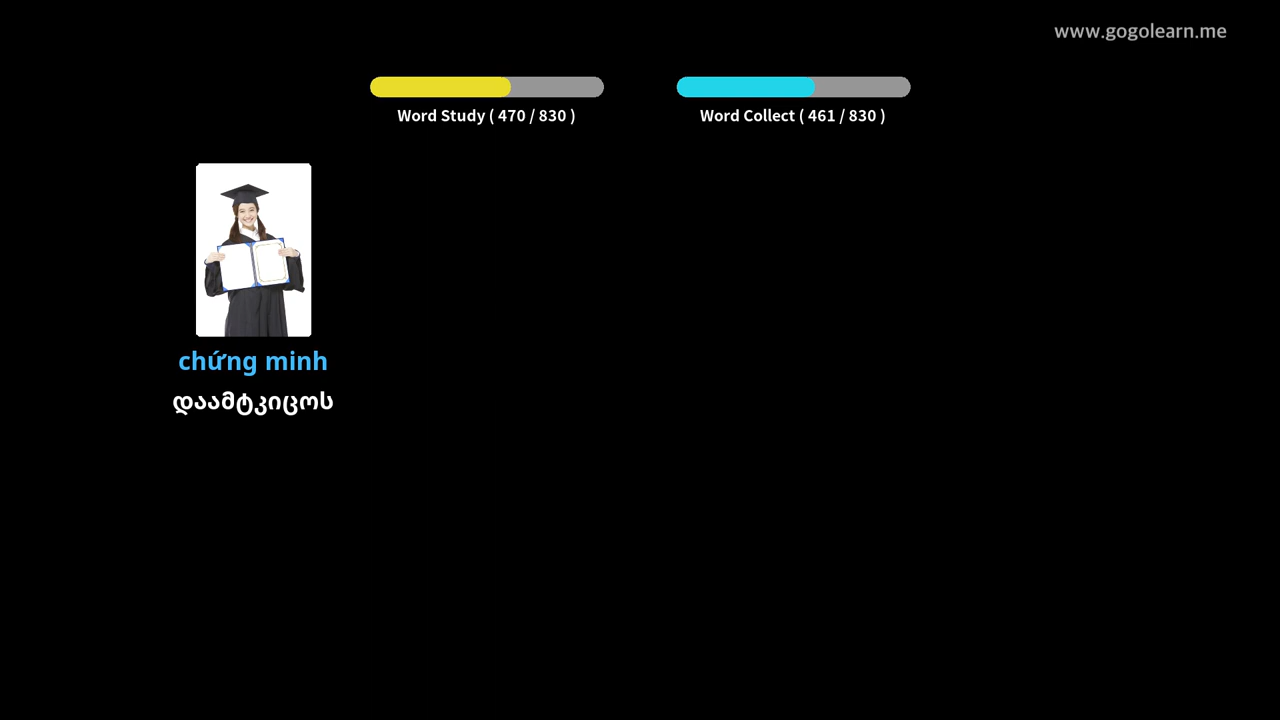 www.gogolearn.me
Word Study ( 470 / 830 )
Word Collect ( 461 / 830 )
chứng minh
დაამტკიცოს